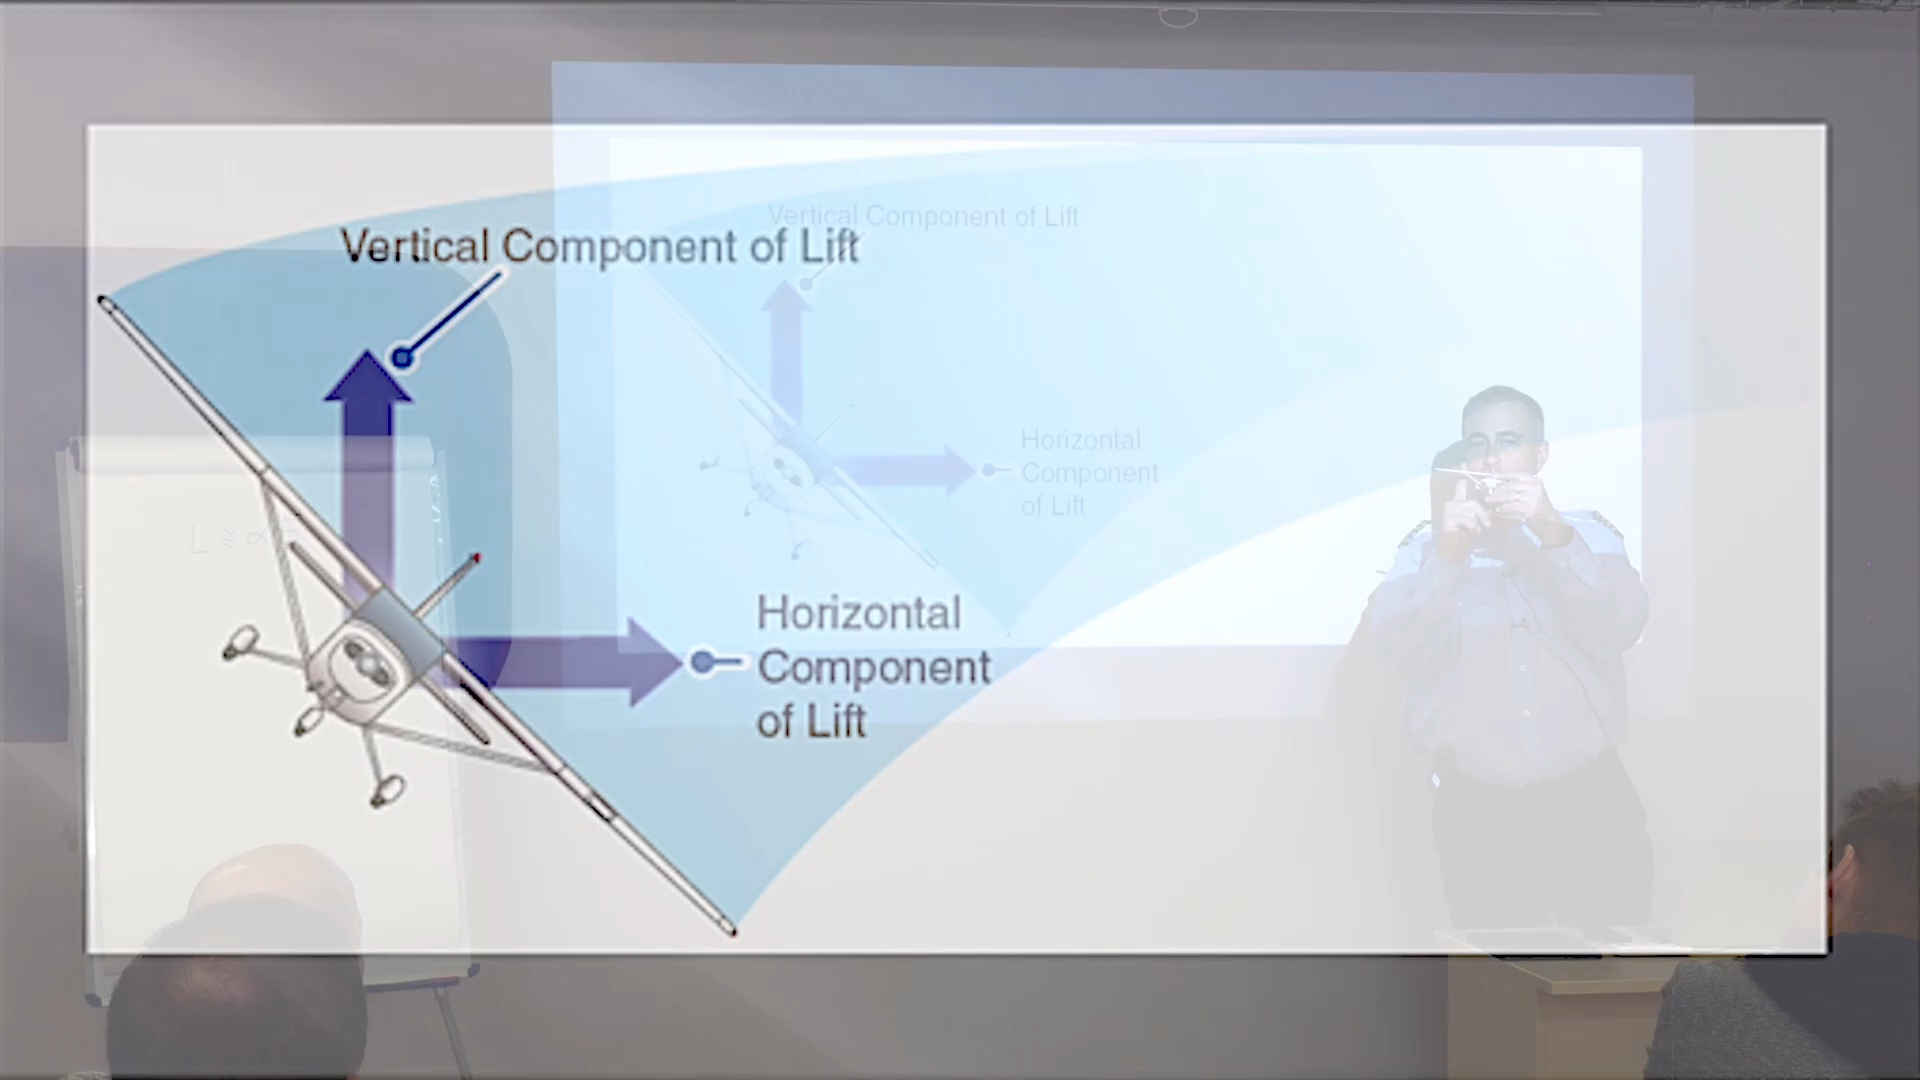 Vertical Component of Lift
Horizontal
Component
of Lift
Vertical Component of Lift
Horizontal
Component
of Lift